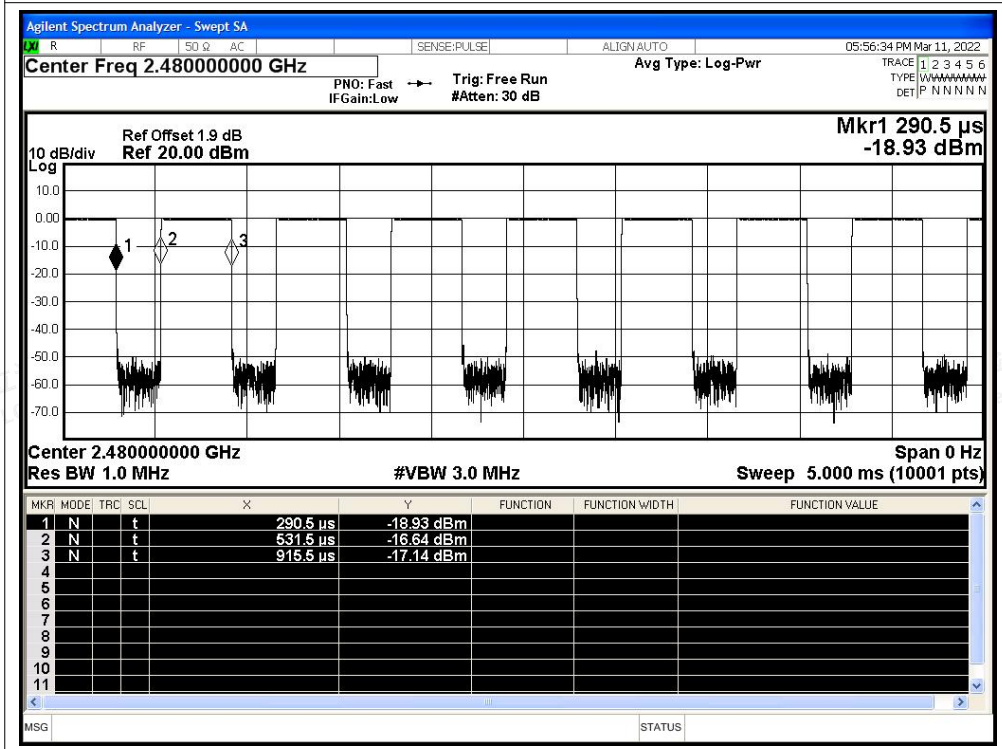 Agilent Spectrum Analyzer - Swept SA
LXI R RF 50 Ω AC SENSE:PULSE ALIGN AUTO 05:56:34 PM Mar 11, 2022
Center Freq 2.480000000 GHz
Avg Type: Log-Pwr
TRACE 1 2 3 4 5 6
PNO: Fast Trig: Free Run
TYPE
IFGain:Low #Atten: 30 dB
DET P N N N N N
Mkr1 290.5 µs
Ref Offset 1.9 dB
10 dB/div Ref 20.00 dBm
-18.93 dBm
Log
10.0
0.00
-10.0
1 2 3
-20.0
-30.0
-40.0
-50.0
-60.0
-70.0
Center 2.480000000 GHz Span 0 Hz
Res BW 1.0 MHz #VBW 3.0 MHz Sweep 5.000 ms (10001 pts)
MKR MODE TRC SCL X Y FUNCTION FUNCTION WIDTH FUNCTION VALUE
1 N t 290.5 µs -18.93 dBm
2 N t 531.5 µs -16.64 dBm
3 N t 915.5 µs -17.14 dBm
4
5
6
7
8
9
10
11
MSG STATUS